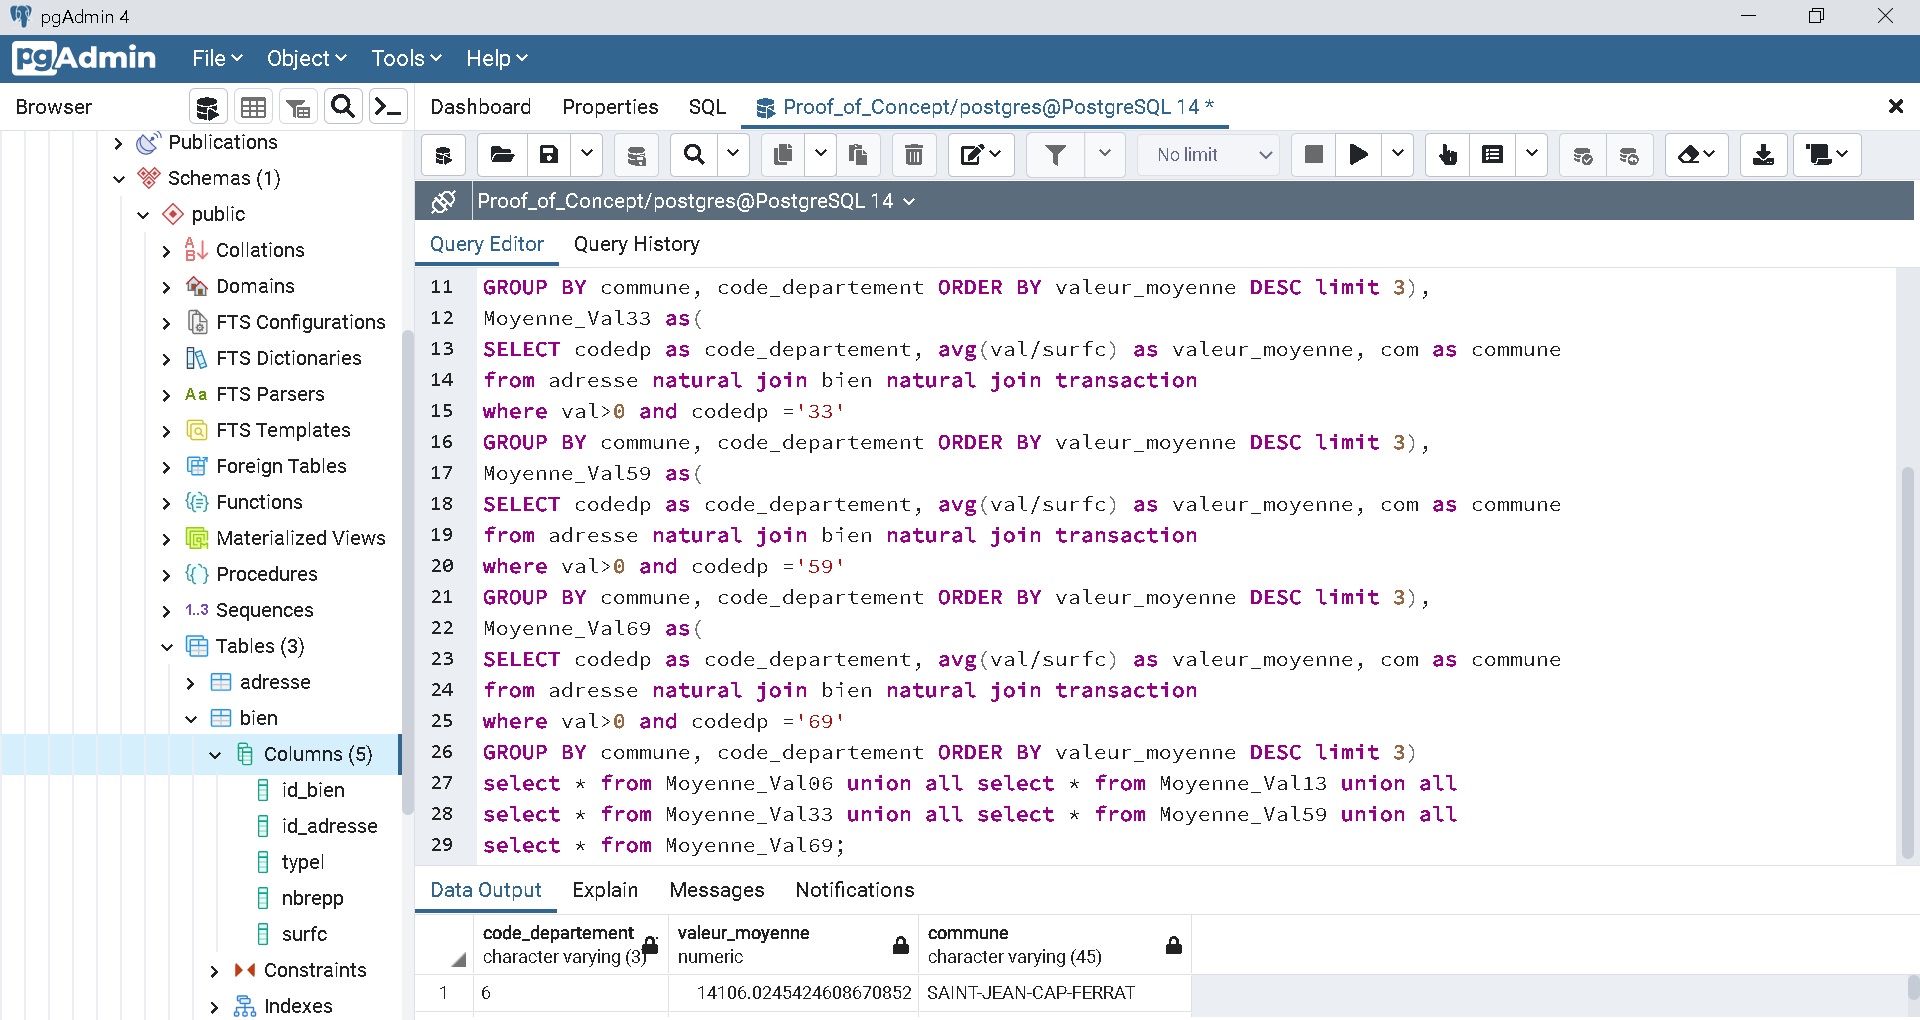 pgAdmin 4
pgAdmin File Object Tools Help
Browser
Dashboard Properties SQL Proof_of_Concept/postgres@PostgreSQL 14 *
No limit
Proof_of_Concept/postgres@PostgreSQL 14
Query Editor Query History
Publications
Schemas (1)
public
Collations
Domains
FTS Configurations
FTS Dictionaries
Aa FTS Parsers
FTS Templates
Foreign Tables
Functions
Materialized Views
Procedures
1..3 Sequences
Tables (3)
adresse
bien
Columns (5)
id_bien
id_adresse
typel
nbrepp
surfc
Constraints
Indexes
11 GROUP BY commune, code_departement ORDER BY valeur_moyenne DESC limit 3),
12 Moyenne_Val33 as(
13 SELECT codedp as code_departement, avg(val/surfc) as valeur_moyenne, com as commune
14 from adresse natural join bien natural join transaction
15 where val>0 and codedp ='33'
16 GROUP BY commune, code_departement ORDER BY valeur_moyenne DESC limit 3),
17 Moyenne_Val59 as(
18 SELECT codedp as code_departement, avg(val/surfc) as valeur_moyenne, com as commune
19 from adresse natural join bien natural join transaction
20 where val>0 and codedp ='59'
21 GROUP BY commune, code_departement ORDER BY valeur_moyenne DESC limit 3),
22 Moyenne_Val69 as(
23 SELECT codedp as code_departement, avg(val/surfc) as valeur_moyenne, com as commune
24 from adresse natural join bien natural join transaction
25 where val>0 and codedp ='69'
26 GROUP BY commune, code_departement ORDER BY valeur_moyenne DESC limit 3)
27 select * from Moyenne_Val06 union all select * from Moyenne_Val13 union all
28 select * from Moyenne_Val33 union all select * from Moyenne_Val59 union all
29 select * from Moyenne_Val69;
Data Output Explain Messages Notifications
code_departement valeur_moyenne commune
character varying (3) numeric character varying (45)
1 6 14106.0245424608670852 SAINT-JEAN-CAP-FERRAT